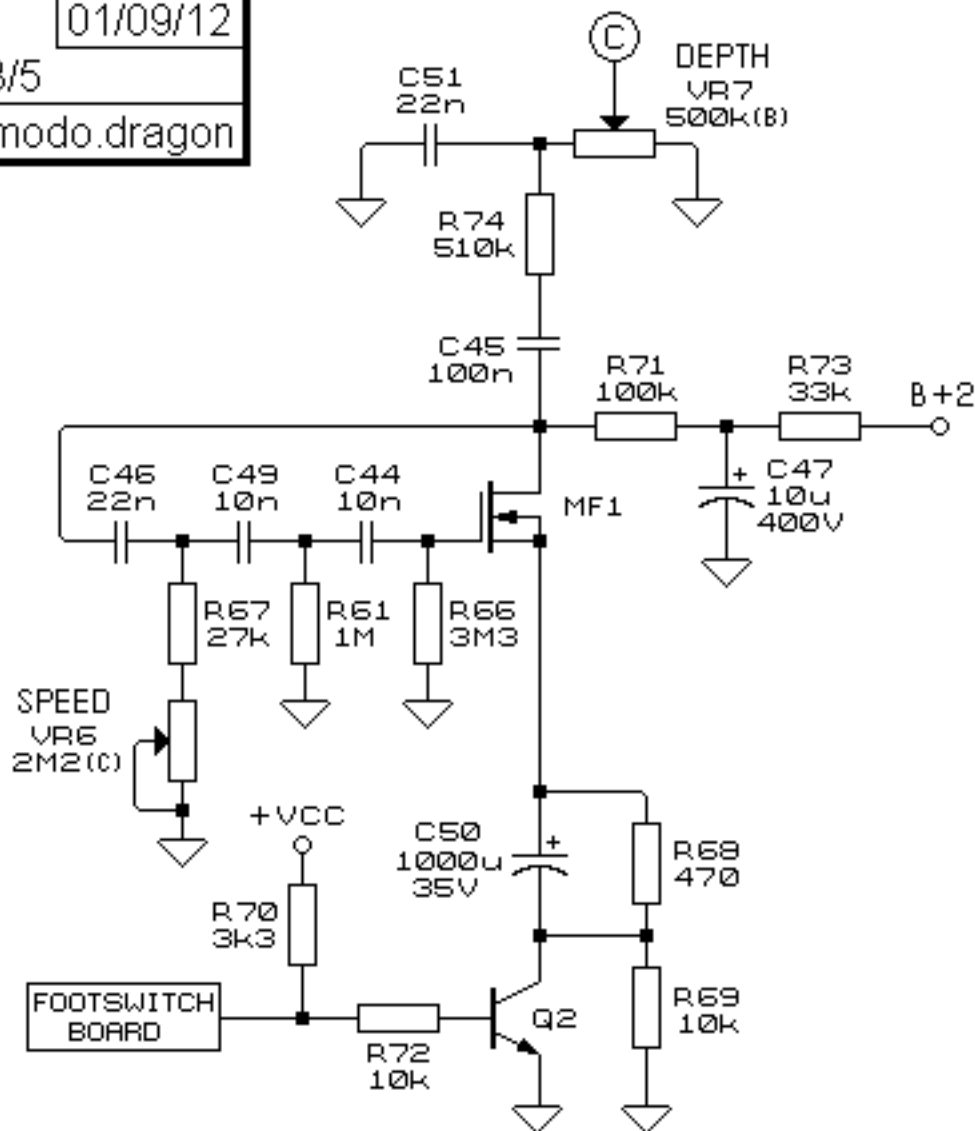 01/09/12
3/5
modo.dragon
C
DEPTH
VR7
500k(B)
C51
22n
R74
510k
C45
100n
R71
100k
R73
33k
B+2
C46
22n
C49
10n
C44
10n
MF1
+
C47
10u
400V
R67
27k
R61
1M
R66
3M3
SPEED
VR6
2M2(C)
+VCC
C50
1000u
35V
+
R68
470
R70
3k3
FOOTSWITCH
BOARD
R72
10k
Q2
R69
10k